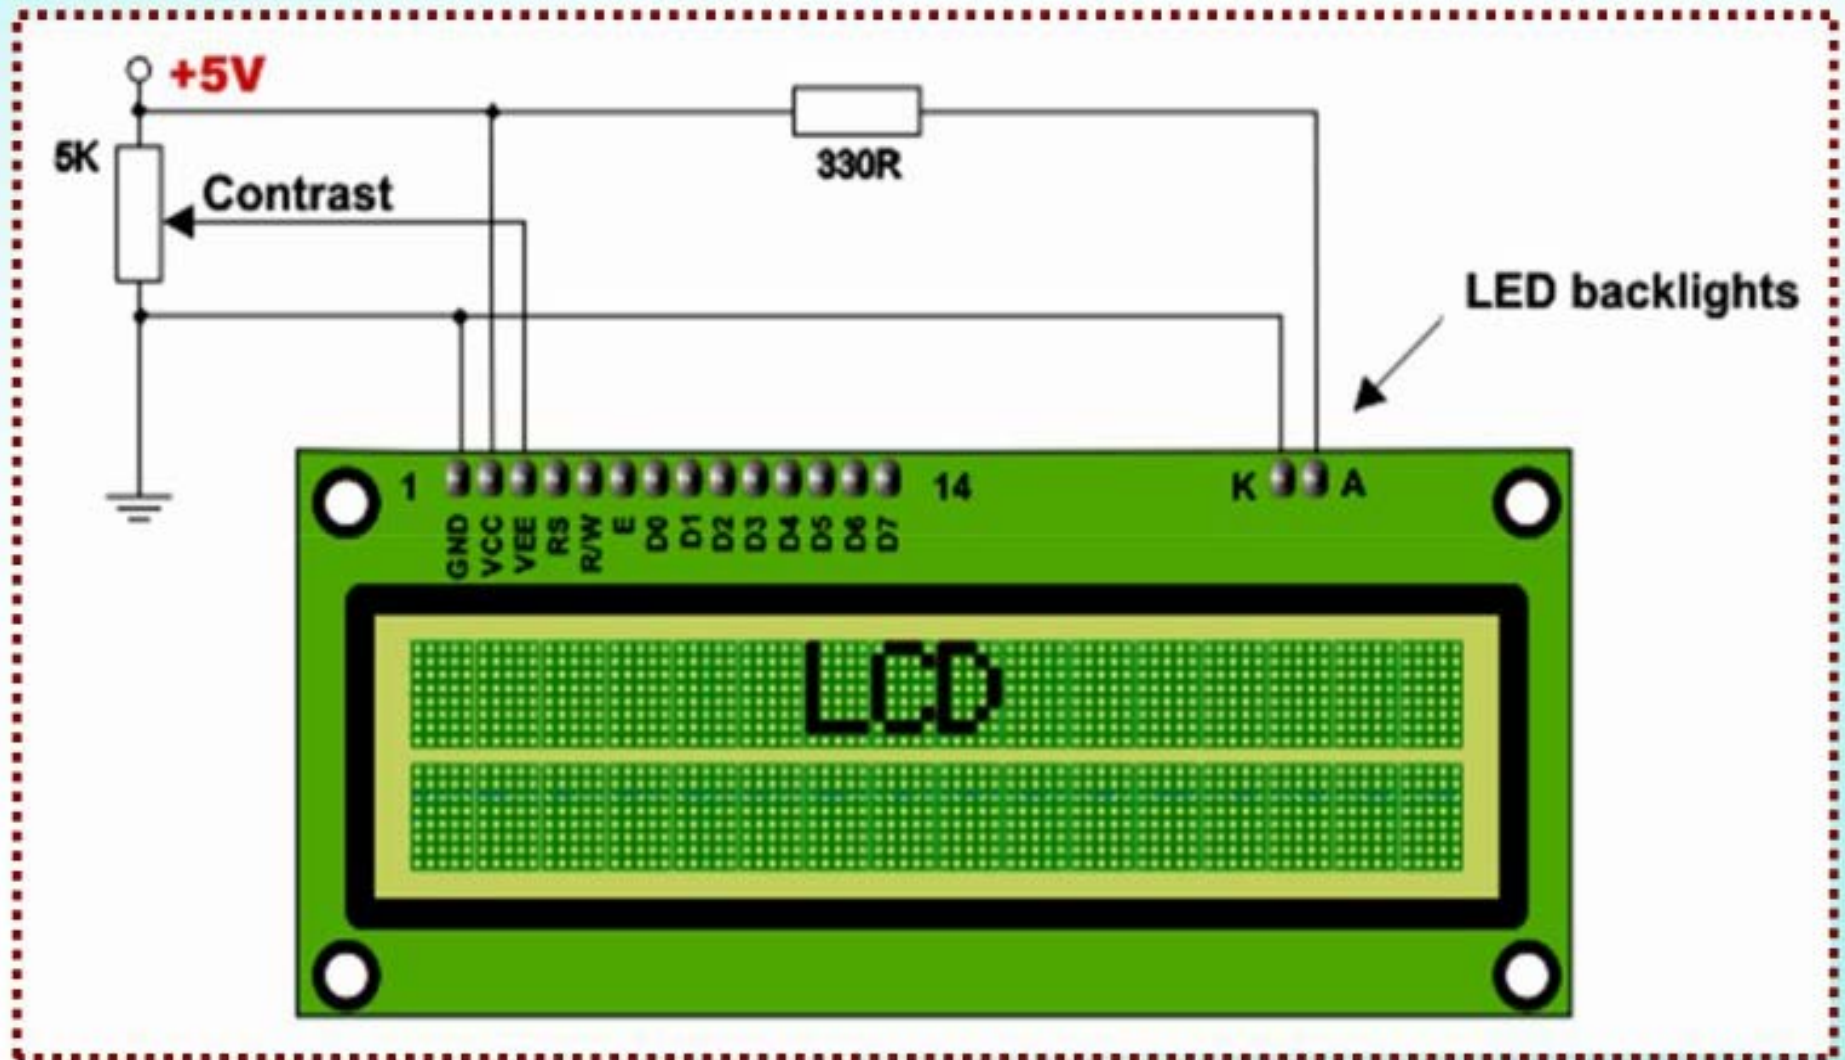 +5V
5K
Contrast
330R
LED backlights
1
14
K
A
GND
VCC
VEE
RS
R/W
E
D0
D1
D2
D3
D4
D5
D6
D7
LCD